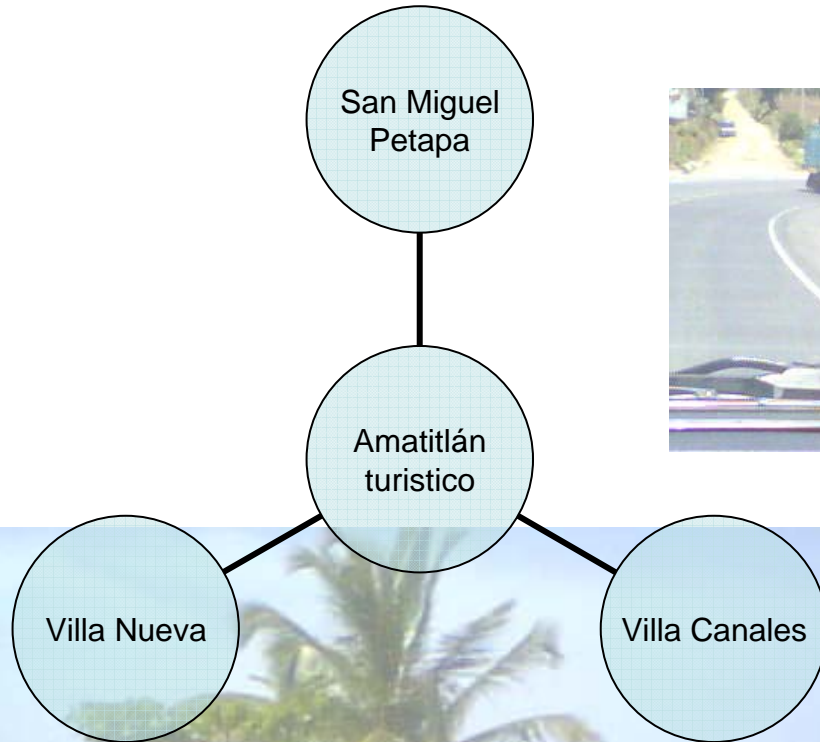 San Miguel
Petapa
Amatitlán
turistico
Villa Nueva
Villa Canales